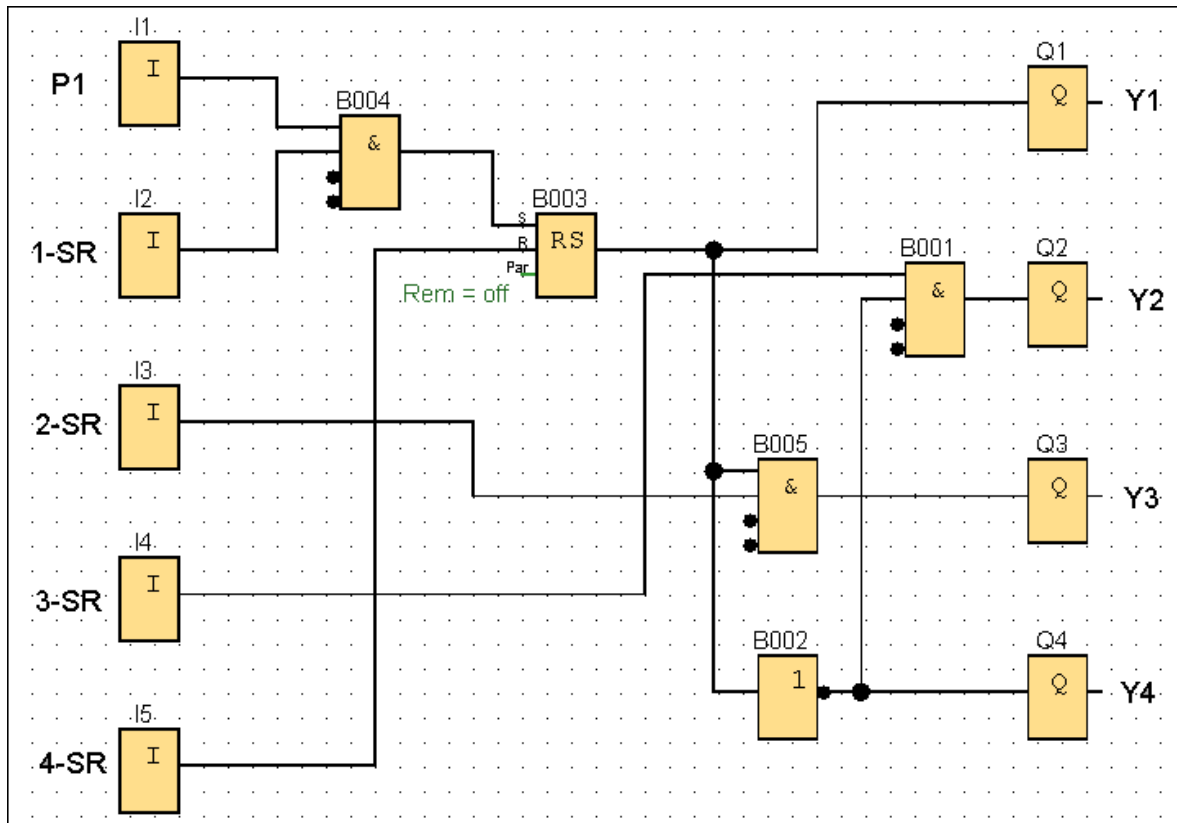 I1
I
P1
B004
&
I2
I
1-SR
B003
S
R
Par
RS
Rem = off
I3
I
2-SR
I4
I
3-SR
I5
I
4-SR
B001
&
B005
&
B002
1
Q1
Q
Y1
Q2
Q
Y2
Q3
Q
Y3
Q4
Q
Y4